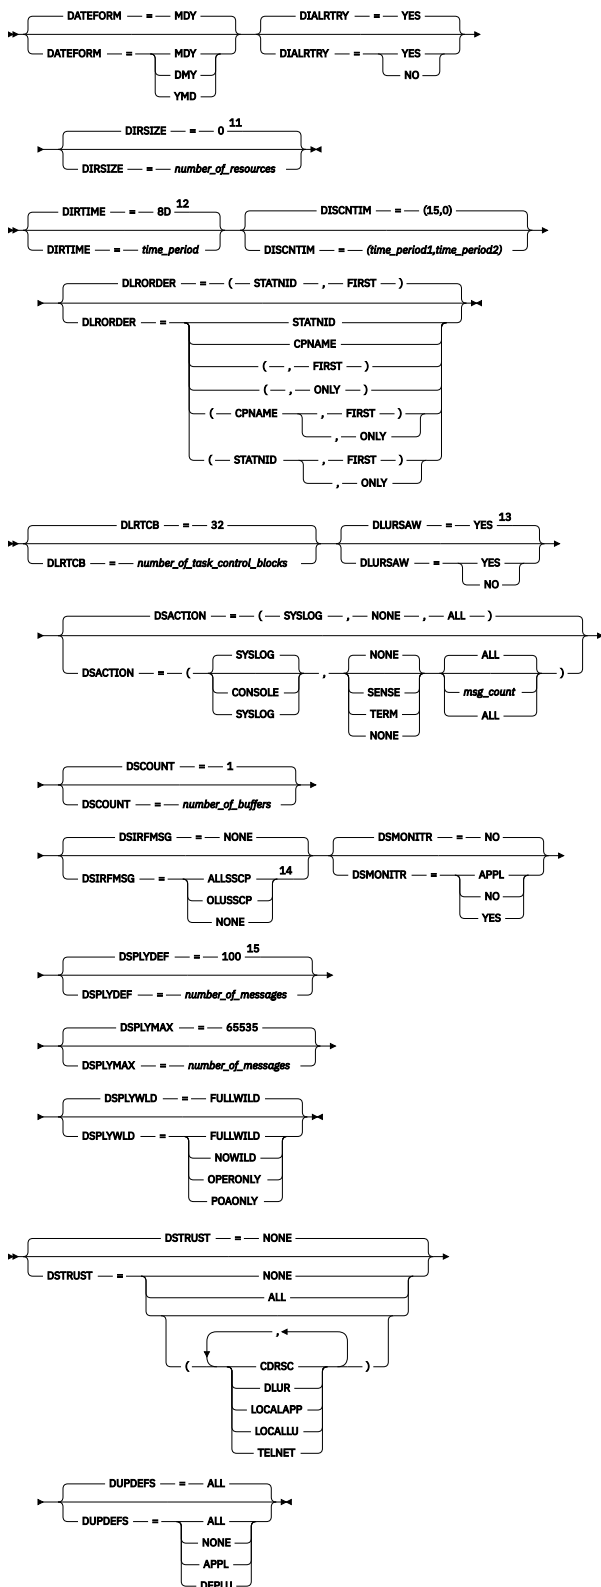 DATEFORM = MDY DIALRTRY = YES
DATEFORM = MDY DIALRTRY = YES
DMY NO
YMD
DIRSIZE = 0 11
DIRSIZE = number_of_resources
DIRTIME = 8D 12 DISCNTIM = (15,0)
DIRTIME = time_period DISCNTIM = (time_period1,time_period2)
DLRORDER = ( STATNID , FIRST )
DLRORDER = STATNID
CPNAME
( , FIRST )
( , ONLY )
( CPNAME , FIRST )
, ONLY
( STATNID , FIRST )
, ONLY
DLRTCB = 32 DLURSAW = YES 13
DLRTCB = number_of_task_control_blocks DLURSAW = YES
NO
DSACTION = ( SYSLOG , NONE , ALL )
SYSLOG NONE ALL
DSACTION = ( CONSOLE , SENSE msg_count )
SYSLOG TERM ALL
NONE
DSCOUNT = 1
DSCOUNT = number_of_buffers
DSIRFMSG = NONE DSMONITR = NO
DSIRFMSG = ALLSSCP 14 DSMONITR = APPL
OLUSSCP NO
NONE YES
DSPLYDEF = 100 15
DSPLYDEF = number_of_messages
DSPLYMAX = 65535
DSPLYMAX = number_of_messages
DSPLYWLD = FULLWILD
DSPLYWLD = FULLWILD
NOWILD
OPERONLY
POAONLY
DSTRUST = NONE
DSTRUST = NONE
ALL
,
( CDRSC )
DLUR
LOCALAPP
LOCALLU
TELNET
DUPDEFS = ALL
DUPDEFS = ALL
NONE
APPL
DEPLU